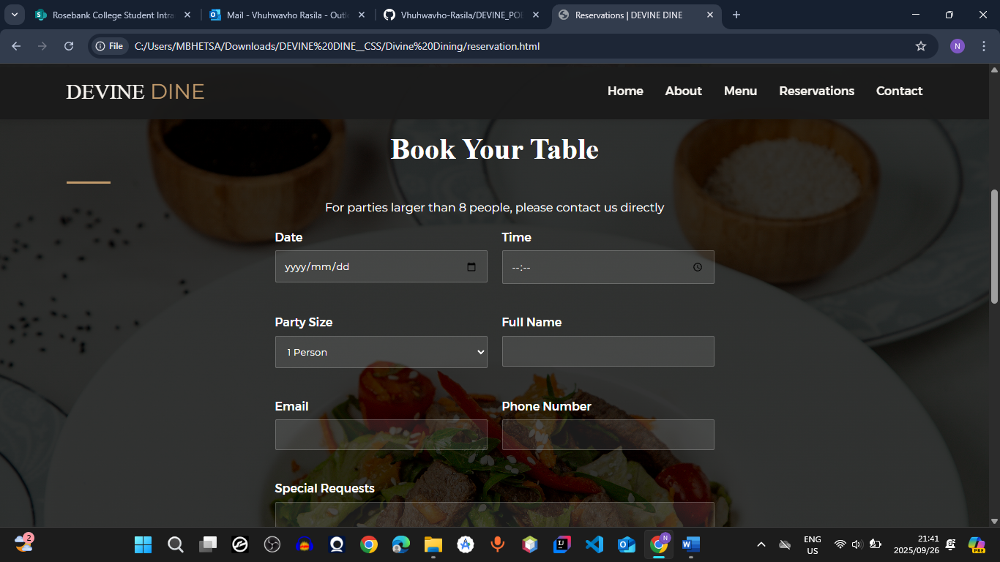 Rosebank College Student Intra
Mail - Vhuhwavho Rasila - Outl
Vhuhwavho-Rasila/DEVINE_POE
Reservations | DEVINE DINE
File
C:/Users/MBHETSA/Downloads/DEVINE%20DINE__CSS/Divine%20Dining/reservation.html
N
DEVINE DINE
Home About Menu Reservations Contact
Book Your Table
For parties larger than 8 people, please contact us directly
Date Time
yyyy/mm/dd --:--
Party Size Full Name
1 Person
Email Phone Number
Special Requests
2
N
ENG
US
21:41
2025/09/26
PRE